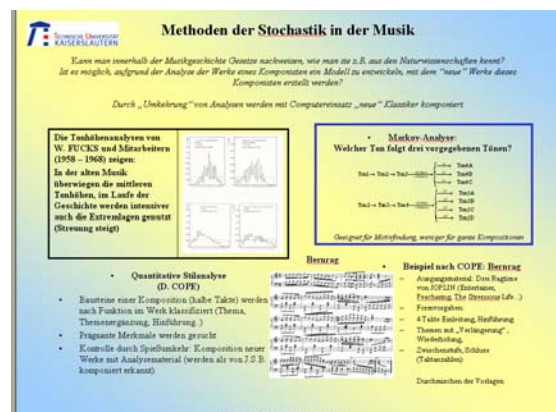 TECHNISCHE UNIVERSITÄT
KAISERSLAUTERN
Methoden der Stochastik in der Musik
Kann man innerhalb der Musikgeschichte Gesetze nachweisen, wie man sie z.B. aus den Naturwissenschaften kennt?
Ist es möglich, aufgrund der Analyse der Werke eines Komponisten ein Modell zu entwickeln, mit dem "neue" Werke dieses
Komponisten erstellt werden?
Durch „Umkehrung" von Analysen werden mit Computereinsatz „neue" Klassiker komponiert
Die Tonhöhenanalysen von
W. FUCKS und Mitarbeitern
(1958 – 1968) zeigen:
In der alten Musik
überwiegen die mittleren
Tonhöhen, im Laufe der
Geschichte werden intensiver
auch die Extremlagen genutzt
(Streuung steigt)
• Markov-Analyse:
Welcher Ton folgt drei vorgegebenen Tönen?
Ton1 → Ton2 → Ton3
Ton2 → Ton3 → Ton4
Geeignet für Motivfindung, weniger für ganze Kompositionen
• Quantitative Stilanalyse
(D. COPE)
• Bausteine einer Komposition (halbe Takte) werden
nach Funktion im Werk klassifiziert (Thema,
Themenergänzung, Hinführung..)
• Prägnante Merkmale werden gesucht
• Kontrolle durch Spießumkehr: Komposition neuer
Werke mit Analysematerial (werden als von J.S.B.
komponiert erkannt).
Bernrag
• Beispiel nach COPE: Bernrag
– Ausgangsmaterial: Drei Ragtime
von JOPLIN (Entertainer,
The Strenuous Life...)
– Formvorgaben:
– 4 Takte Einleitung, Hinführung
– Themen mit „Verlängerung",
Wiederholung,
– Zwischenstufe, Schluss
(Taktanzahlen)
Durchmischen der Vorlagen